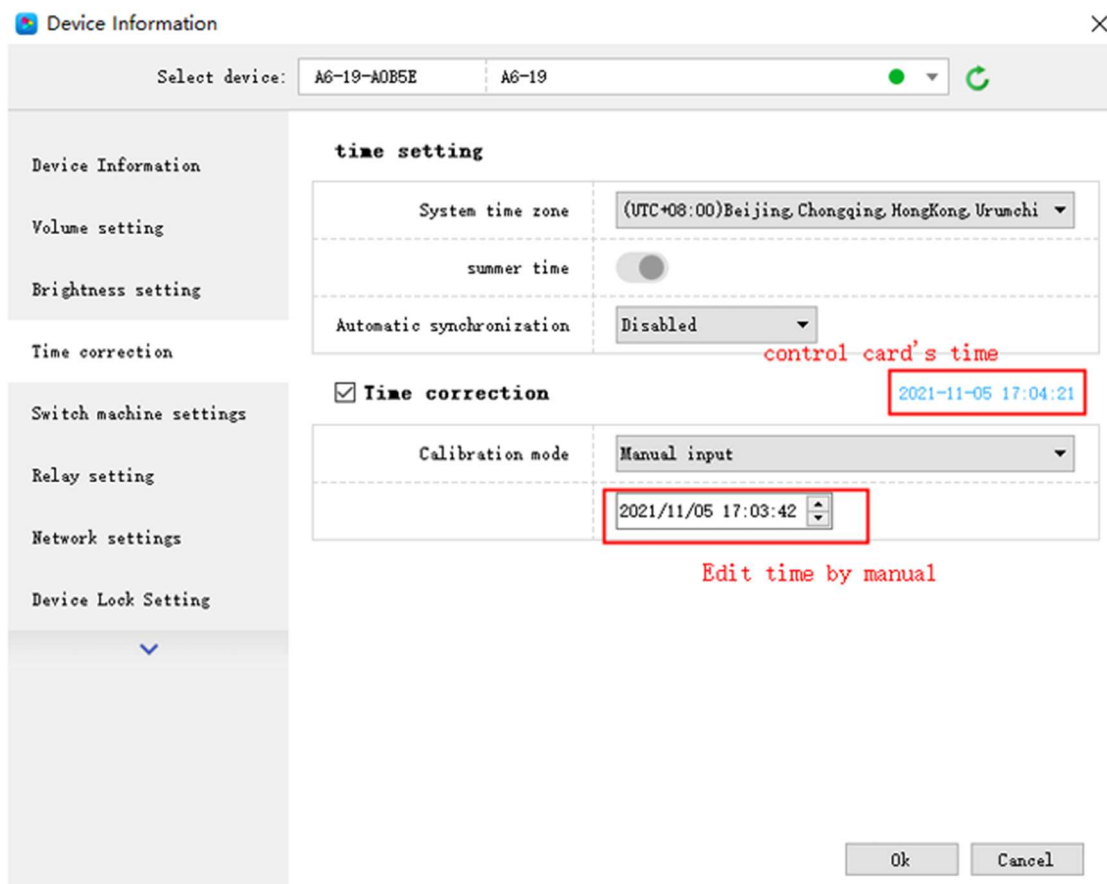 Device Information
Select device: A6-19-A0B5E A6-19
Device Information
Volume setting
Brightness setting
Time correction
Switch machine settings
Relay setting
Network settings
Device Lock Setting
time setting
System time zone (UTC+08:00)Beijing,Chongqing,HongKong,Urumchi
summer time
Automatic synchronization Disabled
control card's time
Time correction 2021-11-05 17:04:21
Calibration mode Manual input
2021/11/05 17:03:42
Edit time by manual
Ok Cancel